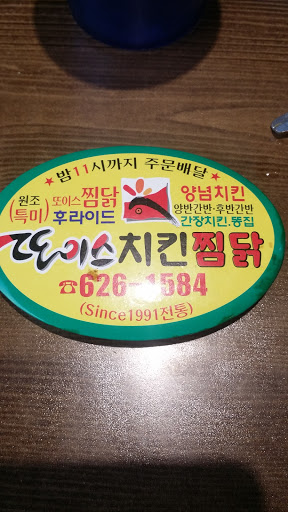 ★밤11시까지 주문배달★
원조 (특미) 또이스찜닭 후라이드
양념치킨
양반간반·후반간반
간장치킨.똥집
또이스치킨찜닭
☎626-1584
(Since1991전통)